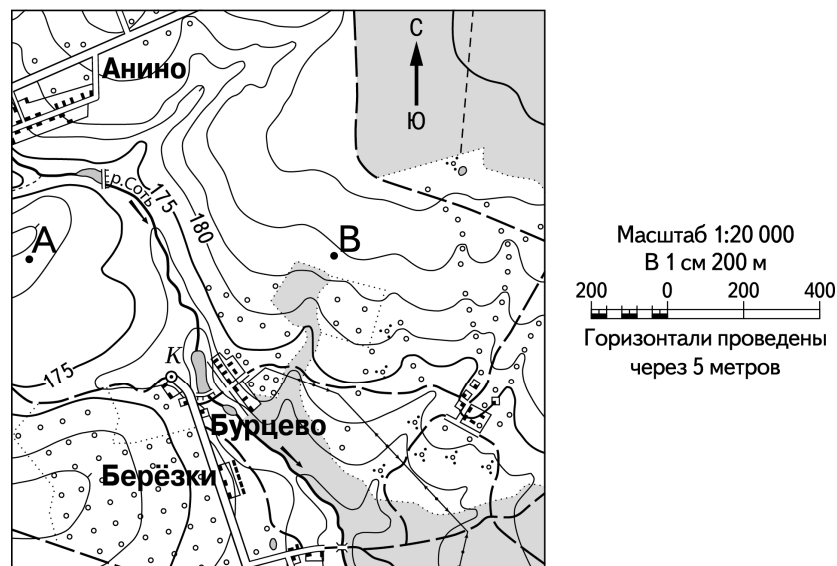 С
Анино
Ю
р.Соть
175
180
А
В
175
К
Бурцево
Берёзки
Масштаб 1:20 000
В 1 см 200 м
200 0 200 400
Горизонтали проведены
через 5 метров